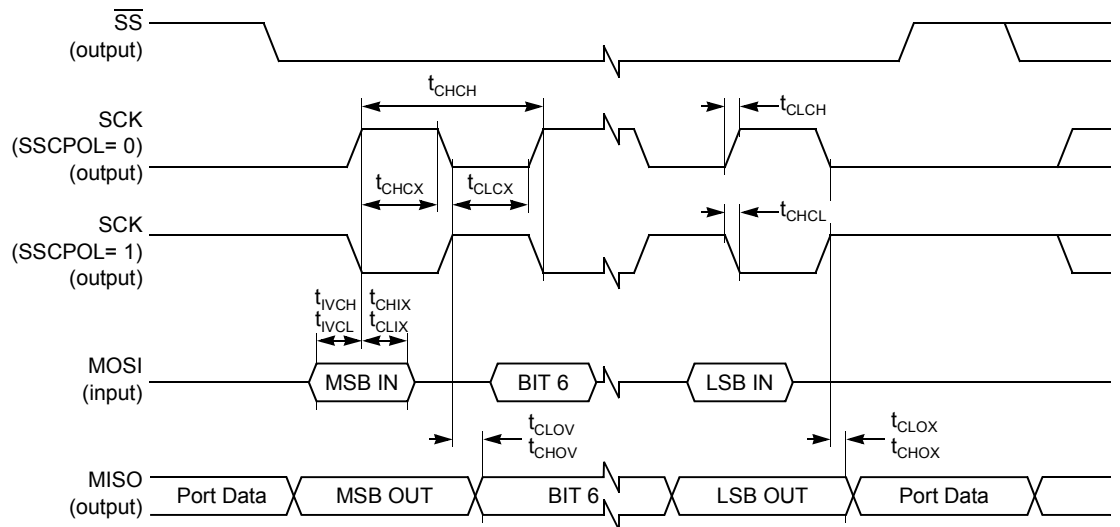 SS
(output)
tCHCH
tCLCH
SCK
(SSCPOL= 0)
(output)
tCHCX
tCLCX
tCHCL
SCK
(SSCPOL= 1)
(output)
tIVCH
tCHIX
tIVCL
tCLIX
MOSI
(input)
MSB IN
BIT 6
LSB IN
tCLOV
tCHOV
tCLOX
tCHOX
MISO
(output)
Port Data
MSB OUT
BIT 6
LSB OUT
Port Data